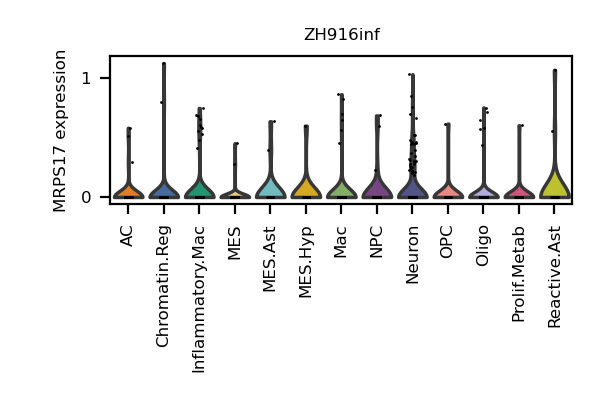 ZH916inf
MRPS17 expression
1
0
AC
Chromatin.Reg
Inflammatory.Mac
MES
MES.Ast
MES.Hyp
Mac
NPC
Neuron
OPC
Oligo
Prolif.Metab
Reactive.Ast